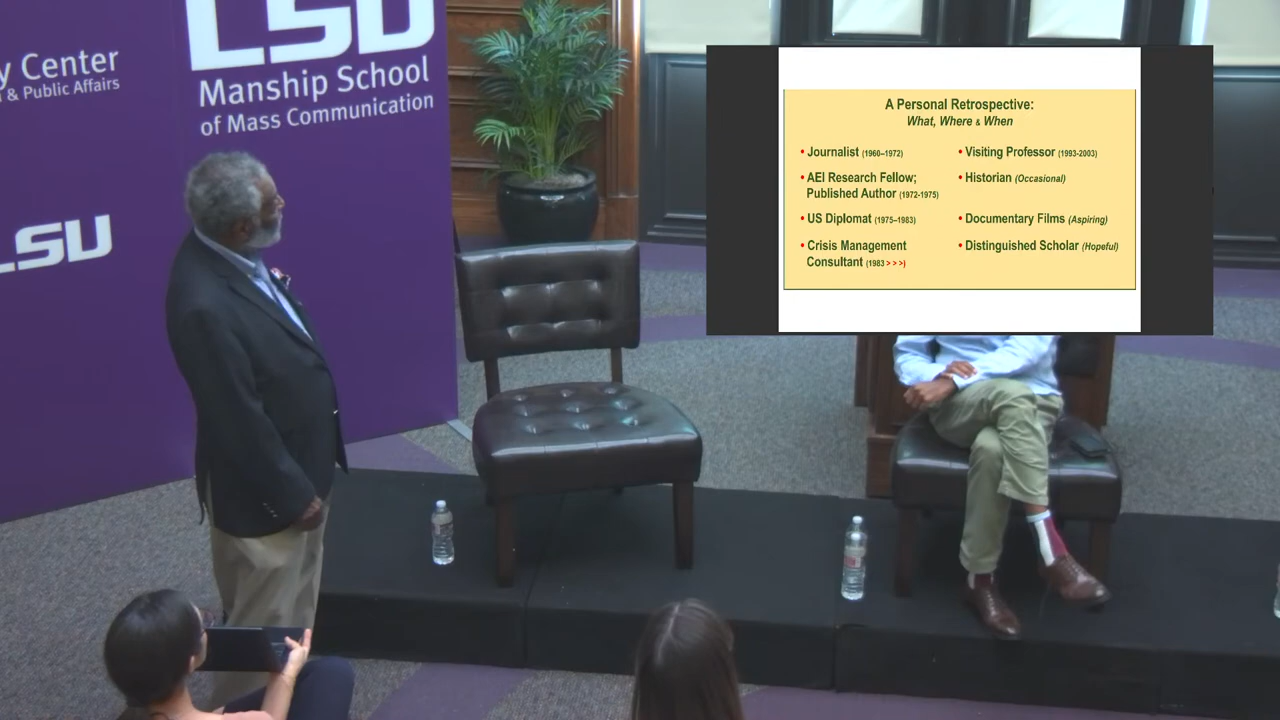 y Center
l & Public Affairs
LSU
Manship School
of Mass Communication
LSU
A Personal Retrospective:
What, Where & When
• Journalist (1960–1972)
• AEI Research Fellow;
Published Author (1972-1975)
• US Diplomat (1975–1983)
• Crisis Management
Consultant (1983 > > >)
• Visiting Professor (1993-2003)
• Historian (Occasional)
• Documentary Films (Aspiring)
• Distinguished Scholar (Hopeful)